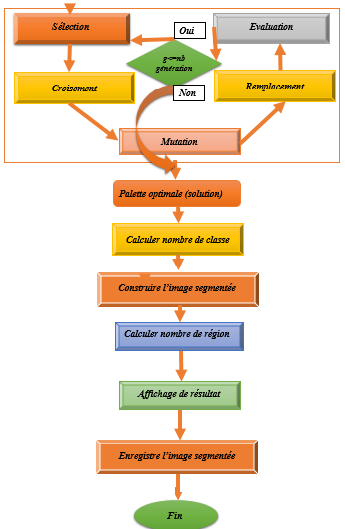 Sélection
Oui
Evaluation
g<=nb
génération
Croisement
Non
Remplacement
Mutation
Palette optimale (solution)
Calculer nombre de classe
Construire l'image segmentée
Calculer nombre de région
Affichage de résultat
Enregistre l'image segmentée
Fin